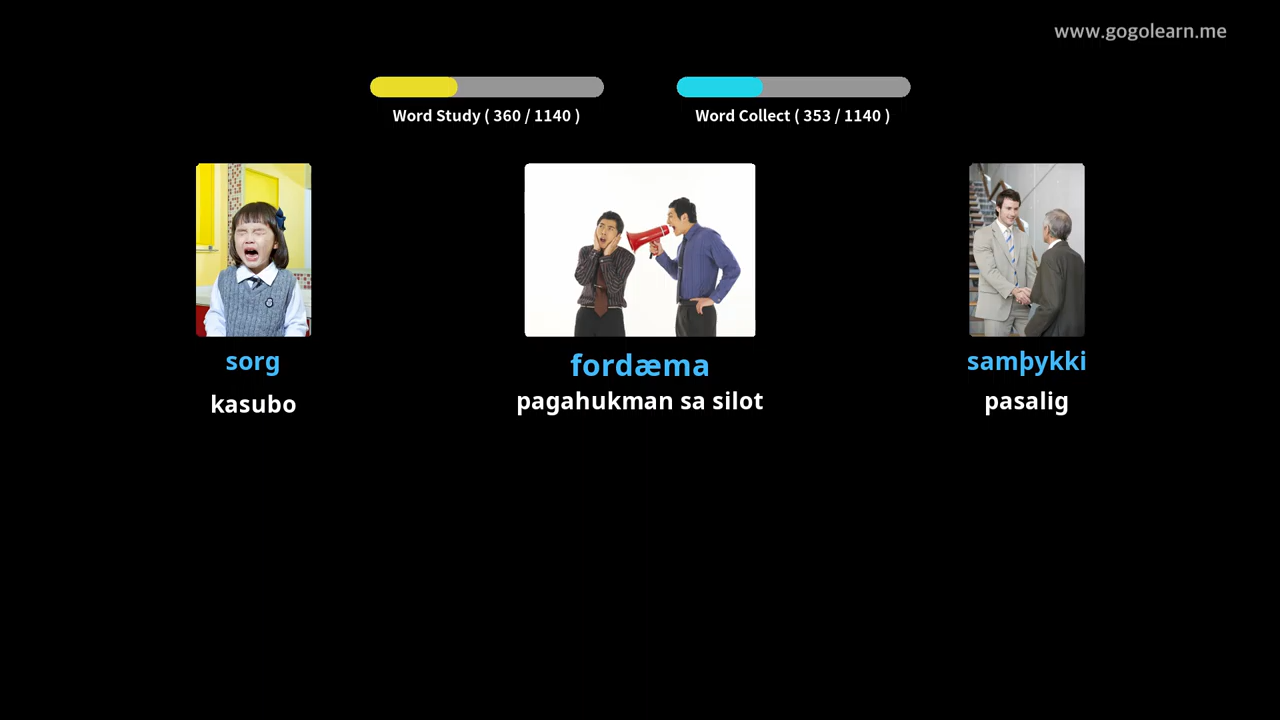 www.gogolearn.me
Word Study ( 360 / 1140 )
Word Collect ( 353 / 1140 )
sorg
fordæma
samþykki
kasubo
pagahukman sa silot
pasalig